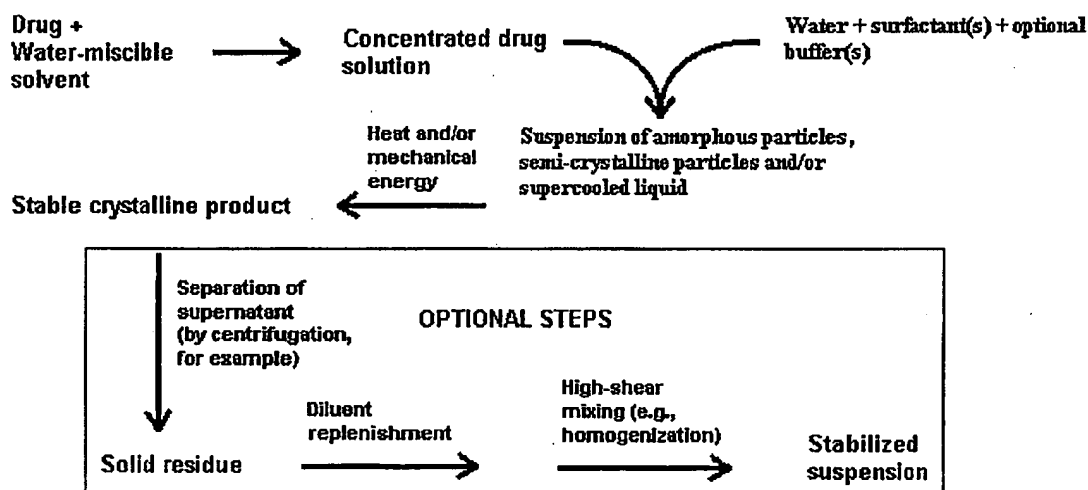 Drug +
Water-miscible
solvent
Concentrated drug
solution
Water + surfactant(s) + optional
buffer(s)
Heat and/or
mechanical
energy
Suspension of amorphous particles,
semi-crystalline particles and/or
supercooled liquid
Stable crystalline product
Separation of
supernatant
(by centrifugation,
for example)
OPTIONAL STEPS
Diluent
replenishment
High-shear
mixing (e.g.,
homogenization)
Solid residue
Stabilized
suspension